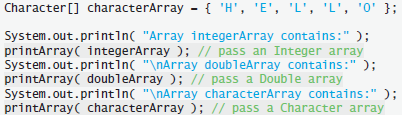 Character[] characterArray = { 'H', 'E', 'L', 'L', 'O' };
System.out.println( "Array integerArray contains:" );
printArray( integerArray ); // pass an Integer array
System.out.println( "\nArray doubleArray contains:" );
printArray( doubleArray ); // pass a Double array
System.out.println( "\nArray characterArray contains:" );
printArray( characterArray ); // pass a Character array